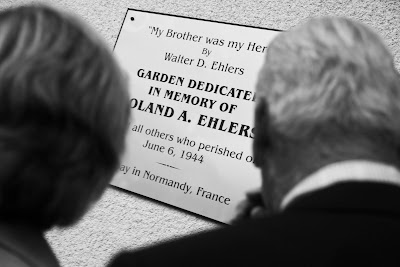 "My Brother was my Her
By
Walter D. Ehlers
GARDEN DEDICATE
IN MEMORY OF
OLAND A. EHLERS
all others who perished o
June 6, 1944
ay in Normandy, France